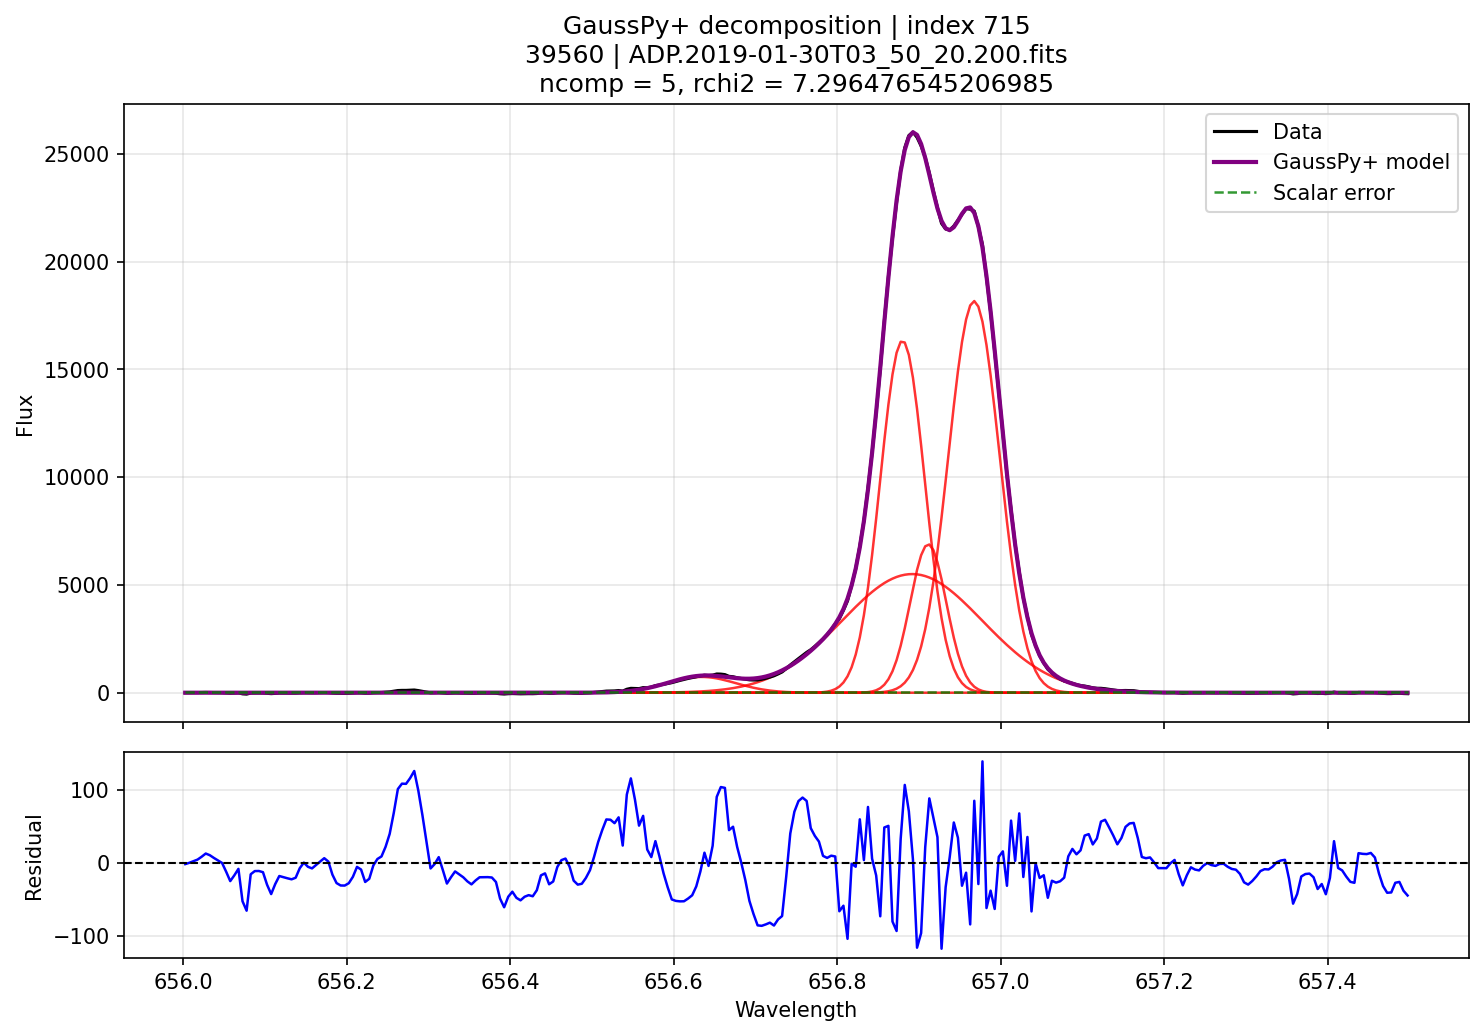 GaussPy+ decomposition | index 715
39560 | ADP.2019-01-30T03_50_20.200.fits
ncomp = 5, rchi2 = 7.296476545206985
Data
GaussPy+ model
Scalar error
25000
20000
15000
10000
5000
0
Flux
100
0
−100
Residual
656.0
656.2
656.4
656.6
656.8
657.0
657.2
657.4
Wavelength